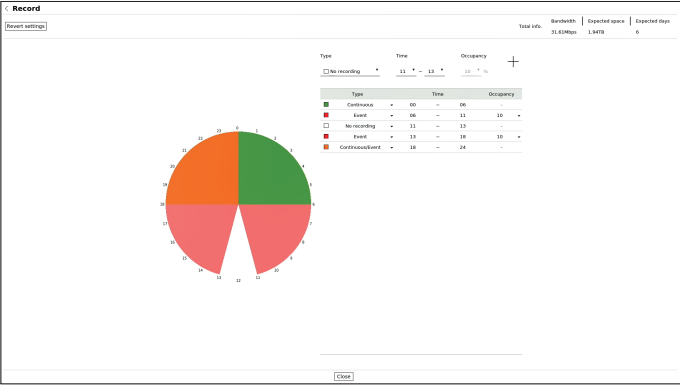 < Record
Revert settings
Total info.
Bandwidth Expected space Expected days
31.61Mbps 1.94TB 6
Type Time Occupancy
No recording 11 ~ 13 10 %
Type Time Occupancy
Continuous 00 ~ 06 -
Event 06 ~ 11 10
No recording 11 ~ 13 -
Event 13 ~ 18 10
Continuous/Event 18 ~ 24 -
0
1
2
3
4
5
6
7
8
9
10
11
12
13
14
15
16
17
18
19
20
21
22
23
Close